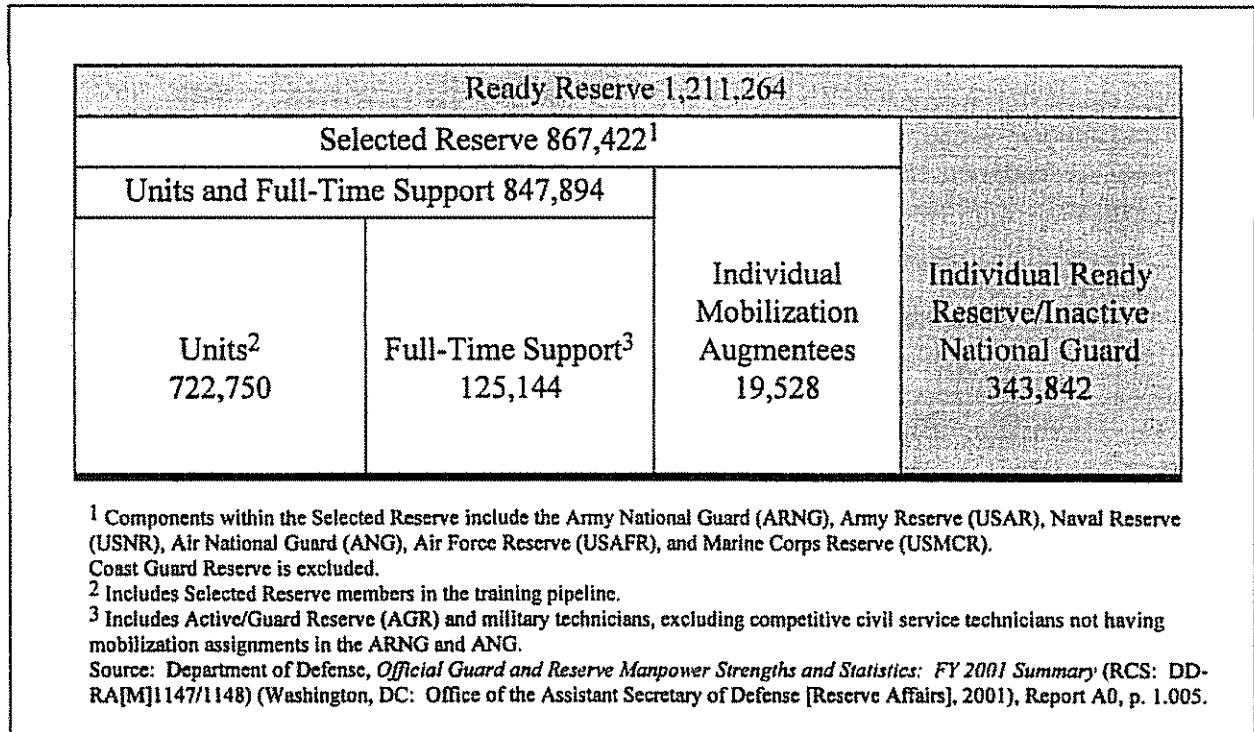 Ready Reserve 1,211,264
Selected Reserve 867,422¹
Units and Full-Time Support 847,894
Units²
722,750
Full-Time Support³
125,144
Individual
Mobilization
Augmentees
19,528
Individual Ready
Reserve/Inactive
National Guard
343,842
¹ Components within the Selected Reserve include the Army National Guard (ARNG), Army Reserve (USAR), Naval Reserve
(USNR), Air National Guard (ANG), Air Force Reserve (USAFR), and Marine Corps Reserve (USMCR).
Coast Guard Reserve is excluded.
² Includes Selected Reserve members in the training pipeline.
³ Includes Active/Guard Reserve (AGR) and military technicians, excluding competitive civil service technicians not having
mobilization assignments in the ARNG and ANG.
Source: Department of Defense, Official Guard and Reserve Manpower Strengths and Statistics: FY 2001 Summary (RCS: DD-
RA[M]1147/1148) (Washington, DC: Office of the Assistant Secretary of Defense [Reserve Affairs], 2001), Report A0, p. 1.005.